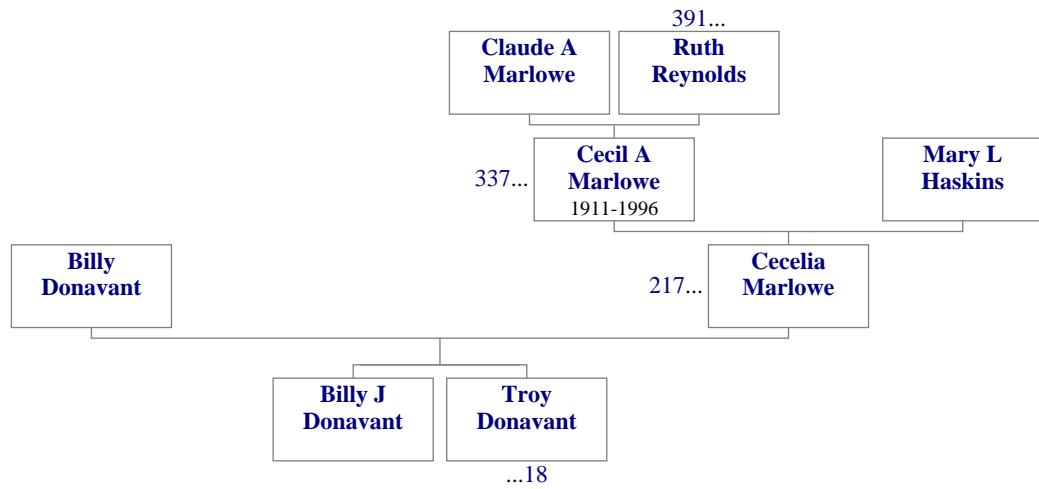 391...
Claude A
Marlowe
Ruth
Reynolds
337...
Cecil A
Marlowe
1911-1996
Mary L
Haskins
Billy
Donavant
217...
Cecelia
Marlowe
Billy J
Donavant
Troy
Donavant
...18